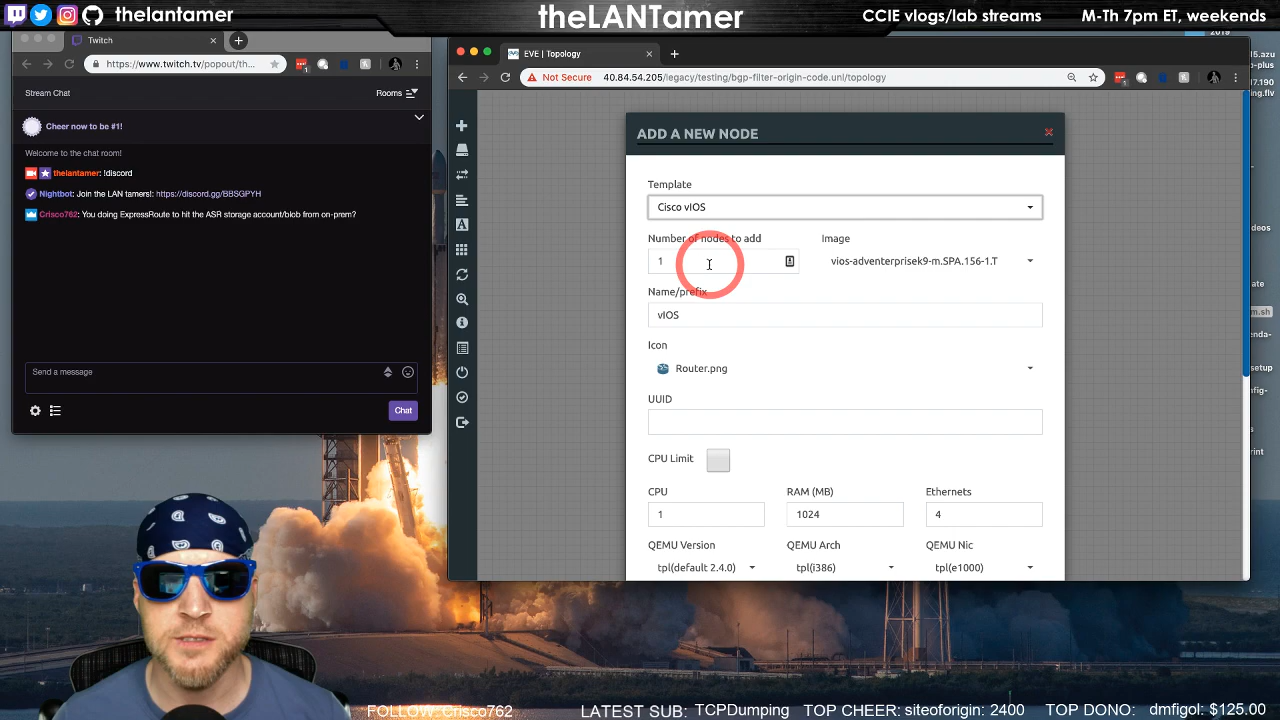 thelantamer
theLANTamer
CCIE vlogs/lab streams
M-Th 7pm ET, weekends
2019
Twitch
https://www.twitch.tv/popout/th...
Stream Chat
Rooms
Cheer now to be #1!
Welcome to the chat room!
thelantamer: !discord
Nightbot: Join the LAN tamers!: https://discord.gg/BBSGPYH
Crisco762: You doing ExpressRoute to hit the ASR storage account/blob from on-prem?
Send a message
Chat
EVE | Topology
Not Secure
40.84.54.205/legacy/testing/bgp-filter-origin-code.unl/topology
ADD A NEW NODE
Template
Cisco vIOS
Number of nodes to add
Image
1
vios-adventerprisek9-m.SPA.156-1.T
Name/prefix
vIOS
Icon
Router.png
UUID
CPU Limit
CPU
RAM (MB)
Ethernets
1
1024
4
QEMU Version
QEMU Arch
QEMU Nic
tpl(default 2.4.0)
tpl(i386)
tpl(e1000)
FOLLOW: Crisco762
LATEST SUB: TCPDumping
TOP CHEER: siteoforigin: 2400
TOP DONO: dmfigol: $125.00